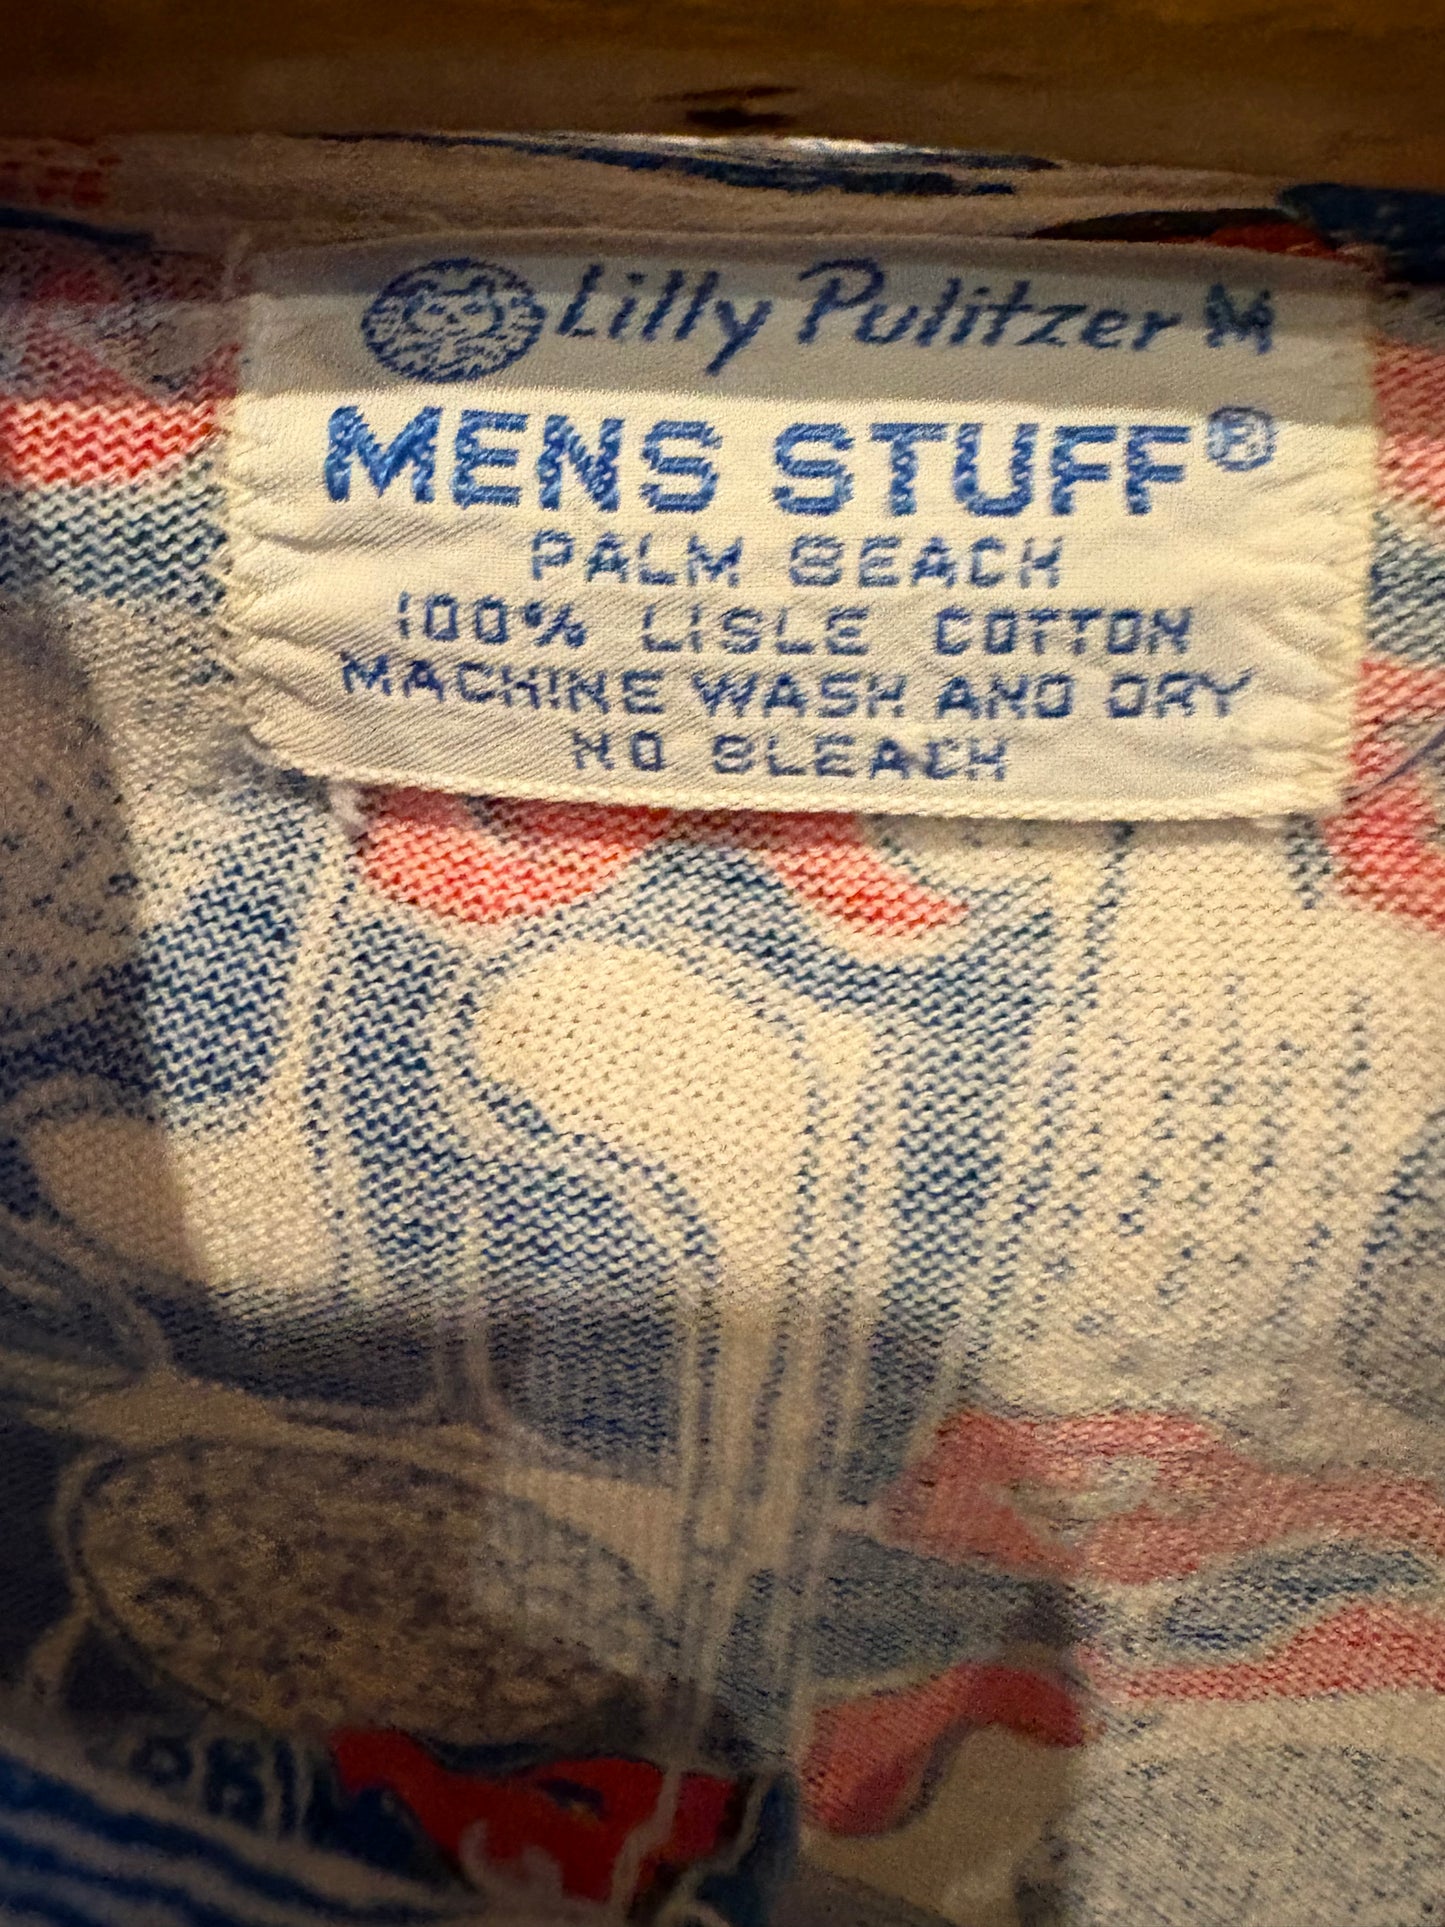 Lilly Pulitzer M
MENS STUFF®
PALM BEACH
100% LISLE COTTON
MACHINE WASH AND DRY
NO BLEACH